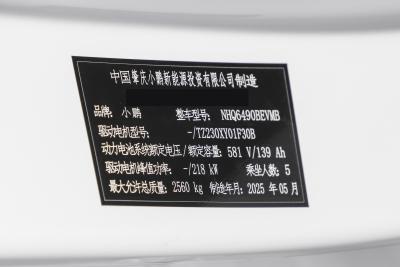 中国肇庆小鹏新能源投资有限公司制造
品牌: 小鹏 整车型号: NHQ6490BEVMB
驱动电机型号: -/TZ230XY01F30B
动力电池系统额定电压/额定容量: 581 V/139 Ah
驱动电机峰值功率: -/218 kW 乘坐人数: 5
最大允许总质量: 2560 kg 制造年月: 2025 年 05 月